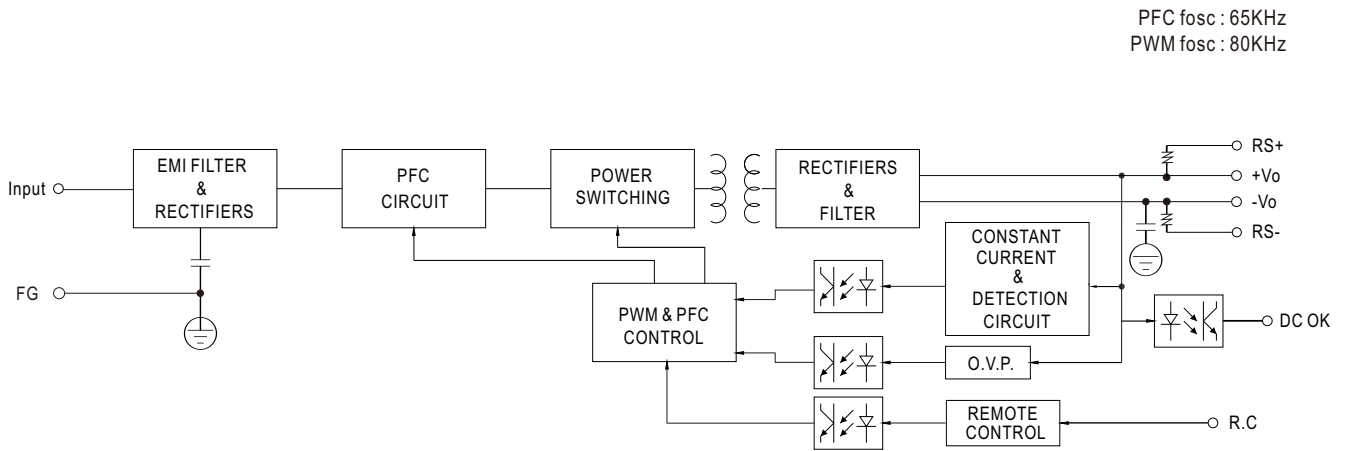 PFC fosc : 65KHz
PWM fosc : 80KHz
Input
FG
EMI FILTER
&
RECTIFIERS
PFC
CIRCUIT
POWER
SWITCHING
RECTIFIERS
&
FILTER
RS+
+Vo
-Vo
RS-
PWM & PFC
CONTROL
CONSTANT
CURRENT
&
DETECTION
CIRCUIT
DC OK
O.V.P.
REMOTE
CONTROL
R.C